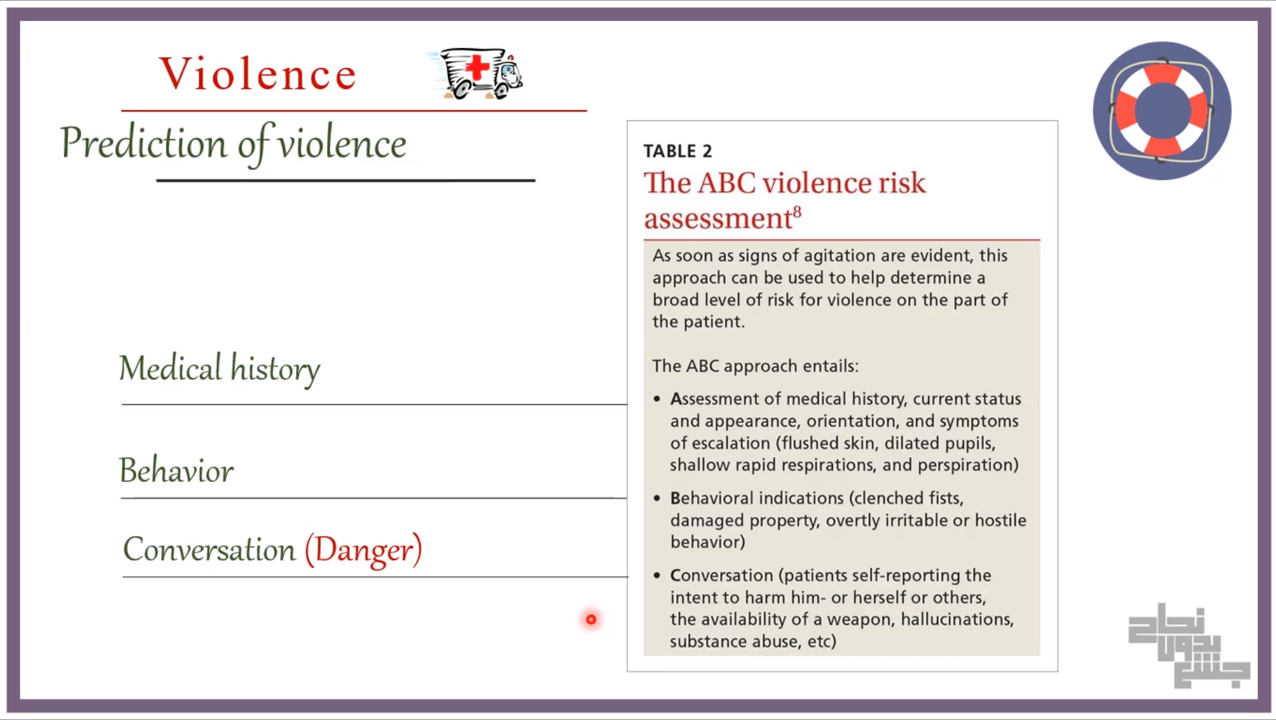 Violence
Prediction of violence
Medical history
Behavior
Conversation (Danger)
TABLE 2
The ABC violence risk
assessment⁸
As soon as signs of agitation are evident, this
approach can be used to help determine a
broad level of risk for violence on the part of
the patient.
The ABC approach entails:
• Assessment of medical history, current status
and appearance, orientation, and symptoms
of escalation (flushed skin, dilated pupils,
shallow rapid respirations, and perspiration)
• Behavioral indications (clenched fists,
damaged property, overtly irritable or hostile
behavior)
• Conversation (patients self-reporting the
intent to harm him- or herself or others,
the availability of a weapon, hallucinations,
substance abuse, etc)
نجاح
بدون
جشع